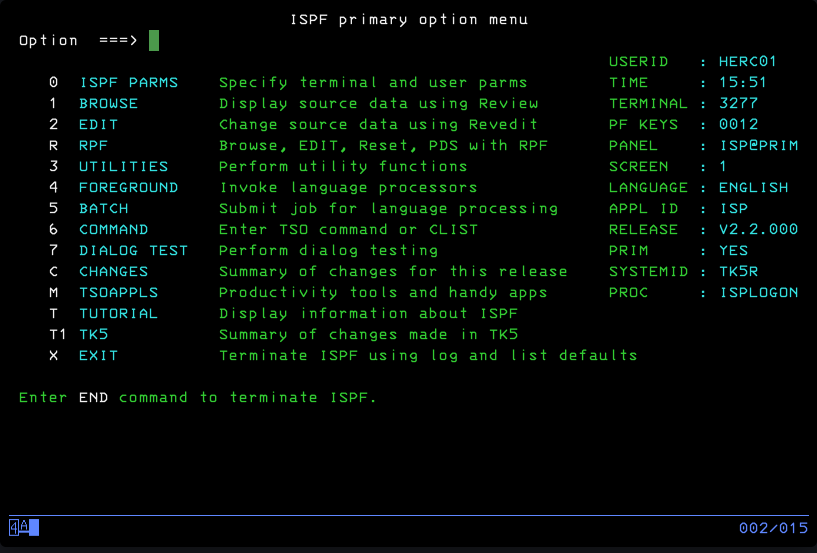 ISPF primary option menu
Option ===>
USERID : HERC01
0 ISPF PARMS Specify terminal and user parms TIME : 15:51
1 BROWSE Display source data using Review TERMINAL : 3277
2 EDIT Change source data using Revedit PF KEYS : 0012
R RPF Browse, EDIT, Reset, PDS with RPF PANEL : ISP@PRIM
3 UTILITIES Perform utility functions SCREEN : 1
4 FOREGROUND Invoke language processors LANGUAGE : ENGLISH
5 BATCH Submit job for language processing APPL ID : ISP
6 COMMAND Enter TSO command or CLIST RELEASE : V2.2.000
7 DIALOG TEST Perform dialog testing PRIM : YES
C CHANGES Summary of changes for this release SYSTEMID : TK5R
M TSOAPPLS Productivity tools and handy apps PROC : ISPLOGON
T TUTORIAL Display information about ISPF
T1 TK5 Summary of changes made in TK5
X EXIT Terminate ISPF using log and list defaults
Enter END command to terminate ISPF.
4A 002/015